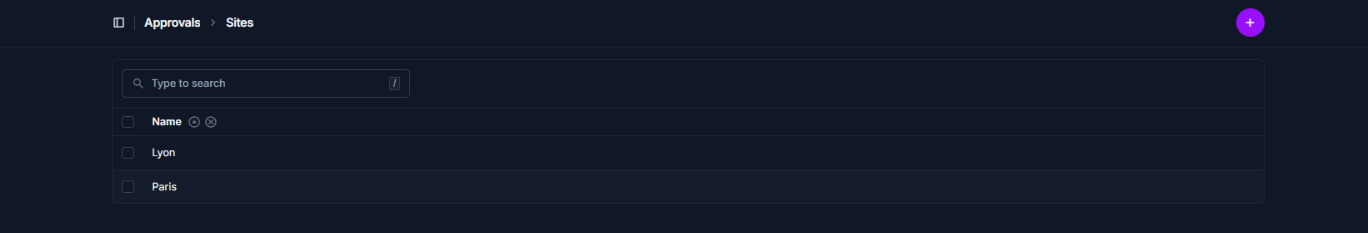 Approvals > Sites
+
Type to search /
Name
Lyon
Paris